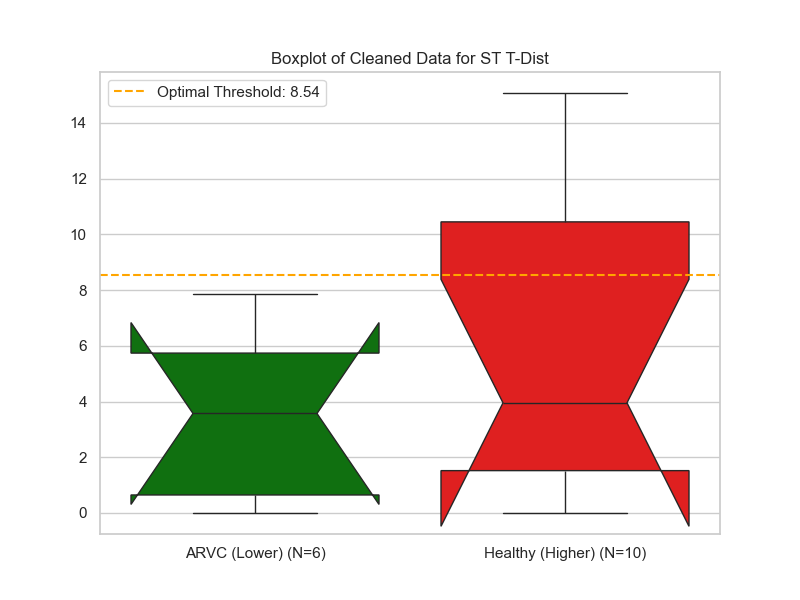 Boxplot of Cleaned Data for ST T-Dist
Optimal Threshold: 8.54
14
12
10
8
6
4
2
0
ARVC (Lower) (N=6)
Healthy (Higher) (N=10)